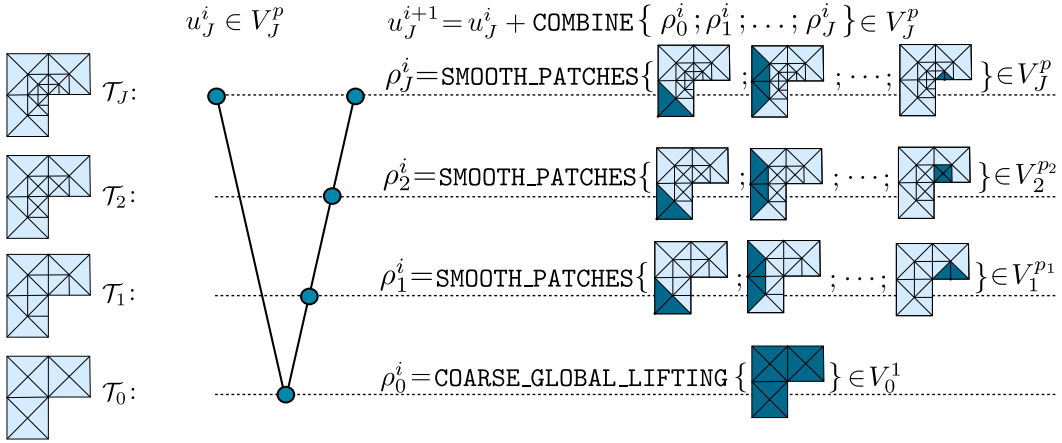 u_J^i ∈ V_J^p
u_J^{i+1} = u_J^i + COMBINE{ ρ_0^i ; ρ_1^i ; … ; ρ_J^i } ∈ V_J^p
𝒯_J: ρ_J^i = SMOOTH_PATCHES{ ; ; ⋯ ; } ∈ V_J^p
𝒯_2: ρ_2^i = SMOOTH_PATCHES{ ; ; ⋯ ; } ∈ V_2^{p_2}
𝒯_1: ρ_1^i = SMOOTH_PATCHES{ ; ; ⋯ ; } ∈ V_1^{p_1}
𝒯_0: ρ_0^i = COARSE_GLOBAL_LIFTING { } ∈ V_0^1